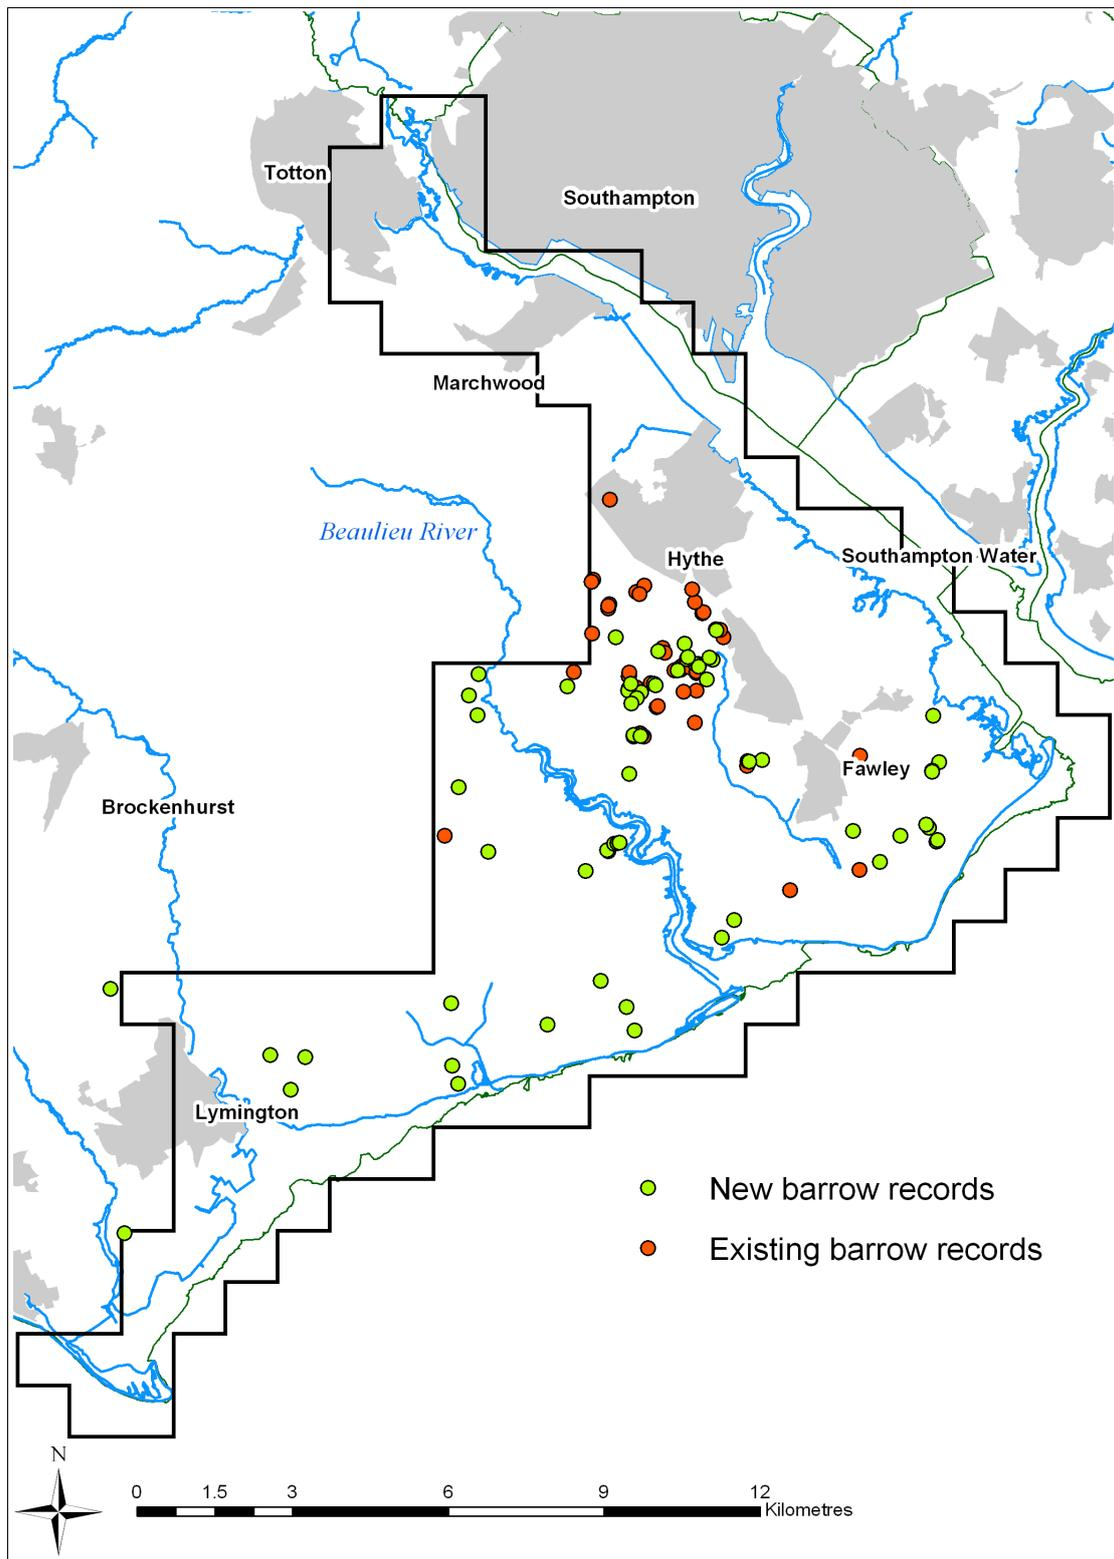 Totton
Southampton
Marchwood
Beaulieu River
Hythe
Southampton Water
Fawley
Brockenhurst
Lymington
New barrow records
Existing barrow records
N
0 1.5 3 6 9 12
Kilometres